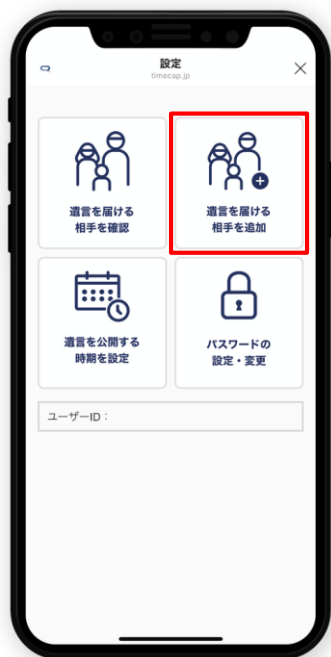 設定
timecap.jp
遺言を届ける
相手を確認
遺言を届ける
相手を追加
遺言を公開する
時期を設定
パスワードの
設定・変更
ユーザーID：